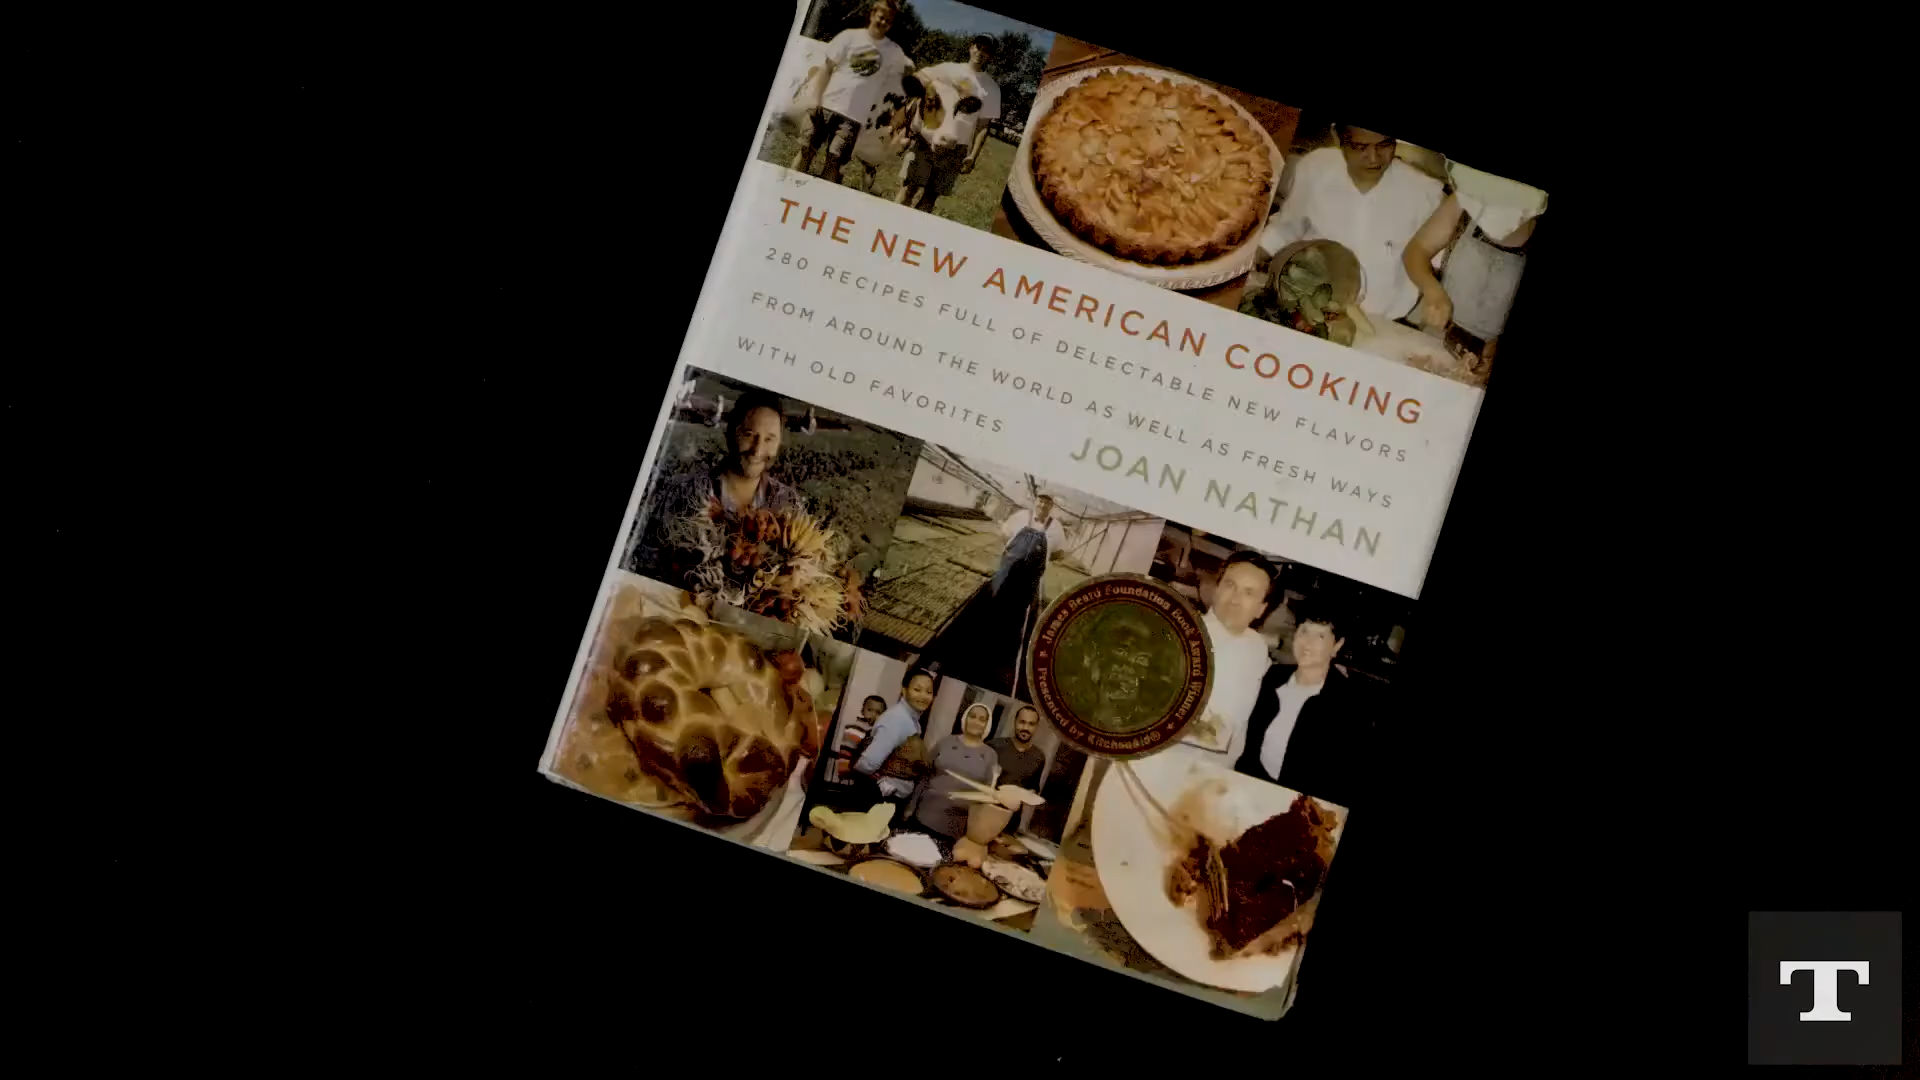 THE NEW AMERICAN COOKING
280 RECIPES FULL OF DELECTABLE NEW FLAVORS
FROM AROUND THE WORLD AS WELL AS FRESH WAYS
WITH OLD FAVORITES
JOAN NATHAN
James Beard Foundation Book Award Winner
Presented by KitchenAid®
T